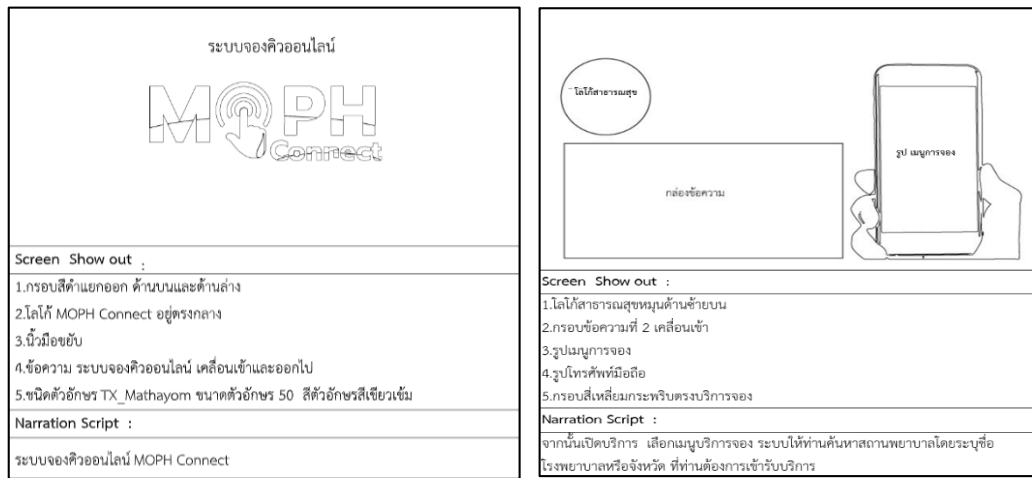 ระบบจองคิวออนไลน์
MOPH
Connect
Screen Show out :
1.กรอบสีดำแยกออก ด้านบนและด้านล่าง
2.โลโก้ MOPH Connect อยู่ตรงกลาง
3.นิ้วมือขยับ
4.ข้อความ ระบบจองคิวออนไลน์ เคลื่อนเข้าและออกไป
5.ชนิดตัวอักษร TX_Mathayom ขนาดตัวอักษร 50 สีตัวอักษรสีเขียวเข้ม
Narration Script :
ระบบจองคิวออนไลน์ MOPH Connect
โลโก้สาธารณสุข
รูป เมนูการจอง
กล่องข้อความ
Screen Show out :
1.โลโก้สาธารณสุขหมุนด้านซ้ายบน
2.กรอบข้อความที่ 2 เคลื่อนเข้า
3.รูปเมนูการจอง
4.รูปโทรศัพท์มือถือ
5.กรอบสี่เหลี่ยมกระพริบตรงบริการจอง
Narration Script :
จากนั้นเปิดบริการ เลือกเมนูบริการจอง ระบบให้ท่านค้นหาสถานพยาบาลโดยระบุชื่อ
โรงพยาบาลหรือจังหวัด ที่ท่านต้องการเข้ารับบริการ